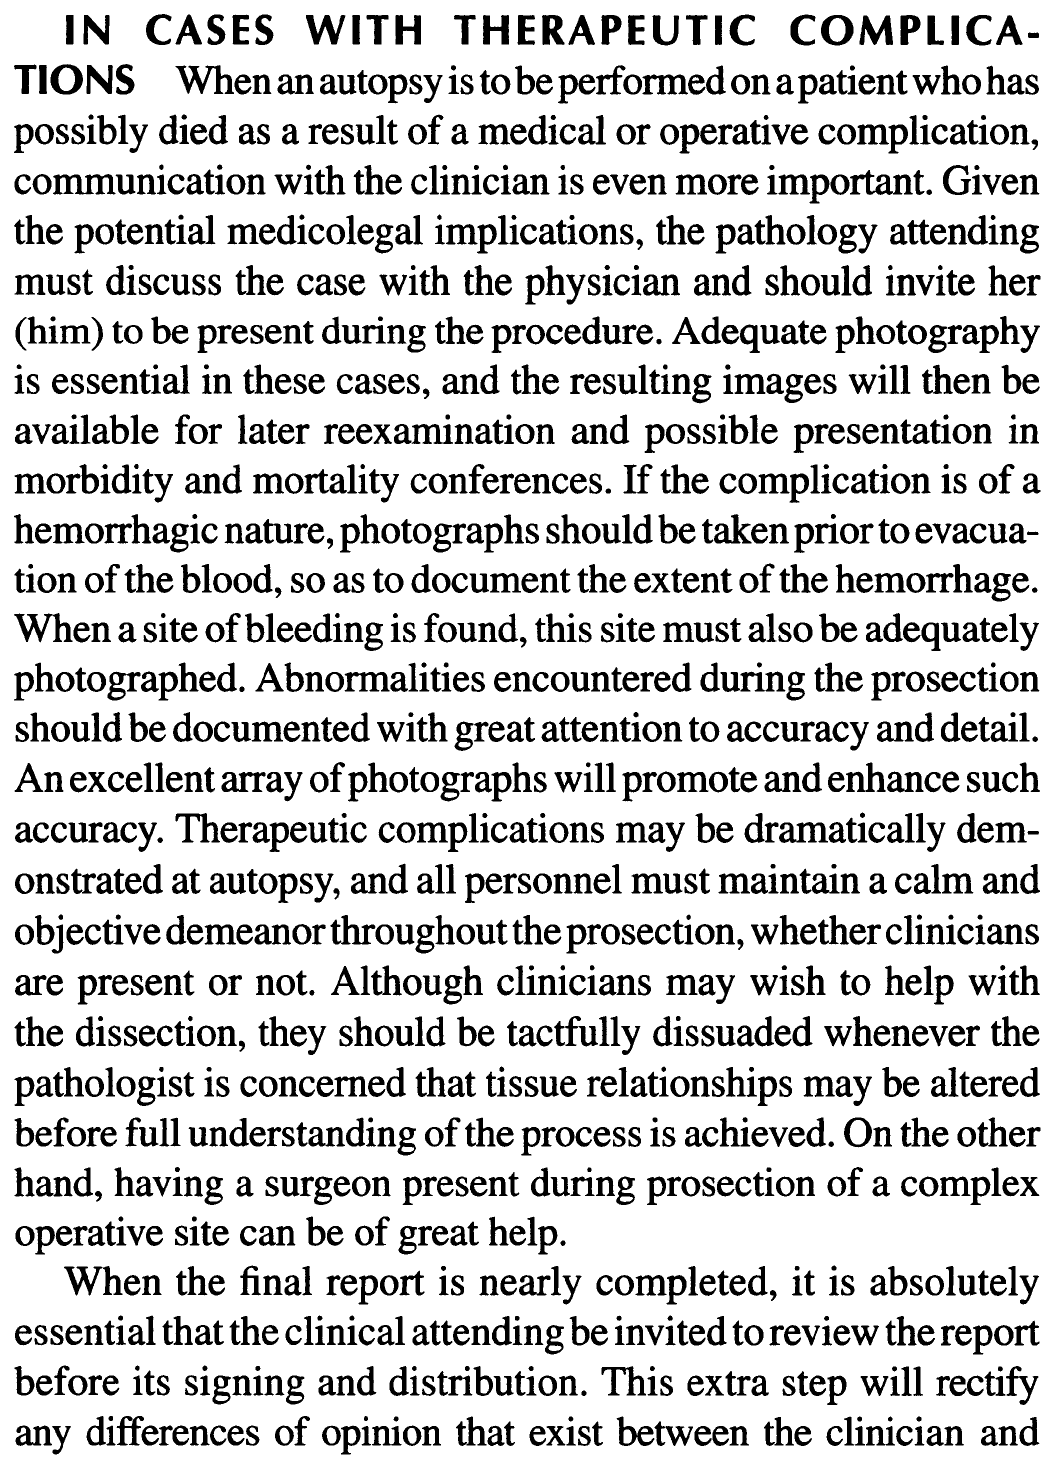 IN CASES WITH THERAPEUTIC COMPLICA-
TIONS When an autopsy is to be performed on a patient who has
possibly died as a result of a medical or operative complication,
communication with the clinician is even more important. Given
the potential medicolegal implications, the pathology attending
must discuss the case with the physician and should invite her
(him) to be present during the procedure. Adequate photography
is essential in these cases, and the resulting images will then be
available for later reexamination and possible presentation in
morbidity and mortality conferences. If the complication is of a
hemorrhagic nature, photographs should be taken prior to evacua-
tion of the blood, so as to document the extent of the hemorrhage.
When a site of bleeding is found, this site must also be adequately
photographed. Abnormalities encountered during the prosection
should be documented with great attention to accuracy and detail.
An excellent array of photographs will promote and enhance such
accuracy. Therapeutic complications may be dramatically dem-
onstrated at autopsy, and all personnel must maintain a calm and
objective demeanor throughout the prosection, whether clinicians
are present or not. Although clinicians may wish to help with
the dissection, they should be tactfully dissuaded whenever the
pathologist is concerned that tissue relationships may be altered
before full understanding of the process is achieved. On the other
hand, having a surgeon present during prosection of a complex
operative site can be of great help.
When the final report is nearly completed, it is absolutely
essential that the clinical attending be invited to review the report
before its signing and distribution. This extra step will rectify
any differences of opinion that exist between the clinician and